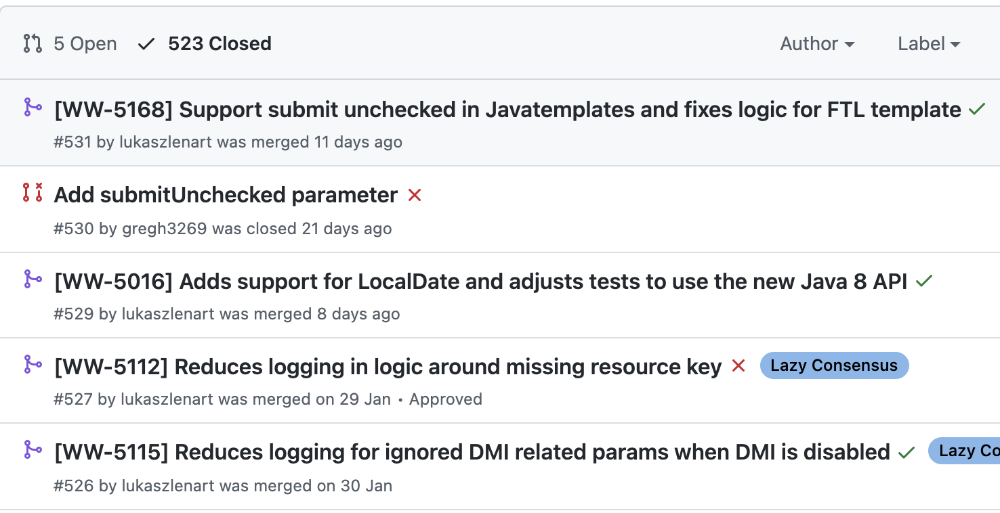 5 Open 523 Closed Author Label
[WW-5168] Support submit unchecked in Javatemplates and fixes logic for FTL template
#531 by lukaszlenart was merged 11 days ago
Add submitUnchecked parameter
#530 by gregh3269 was closed 21 days ago
[WW-5016] Adds support for LocalDate and adjusts tests to use the new Java 8 API
#529 by lukaszlenart was merged 8 days ago
[WW-5112] Reduces logging in logic around missing resource key Lazy Consensus
#527 by lukaszlenart was merged on 29 Jan • Approved
[WW-5115] Reduces logging for ignored DMI related params when DMI is disabled Lazy Co
#526 by lukaszlenart was merged on 30 Jan